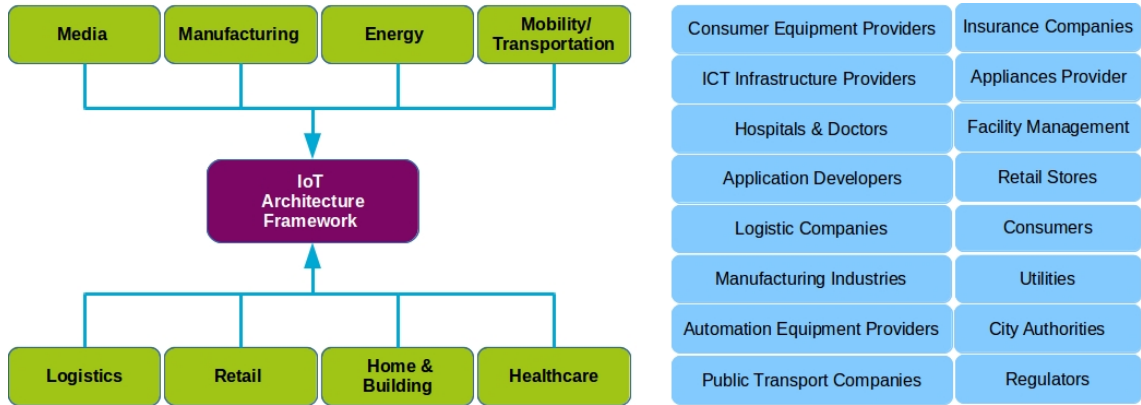 Media
Manufacturing
Energy
Mobility/
Transportation
IoT
Architecture
Framework
Logistics
Retail
Home &
Building
Healthcare
Consumer Equipment Providers
Insurance Companies
ICT Infrastructure Providers
Appliances Provider
Hospitals & Doctors
Facility Management
Application Developers
Retail Stores
Logistic Companies
Consumers
Manufacturing Industries
Utilities
Automation Equipment Providers
City Authorities
Public Transport Companies
Regulators